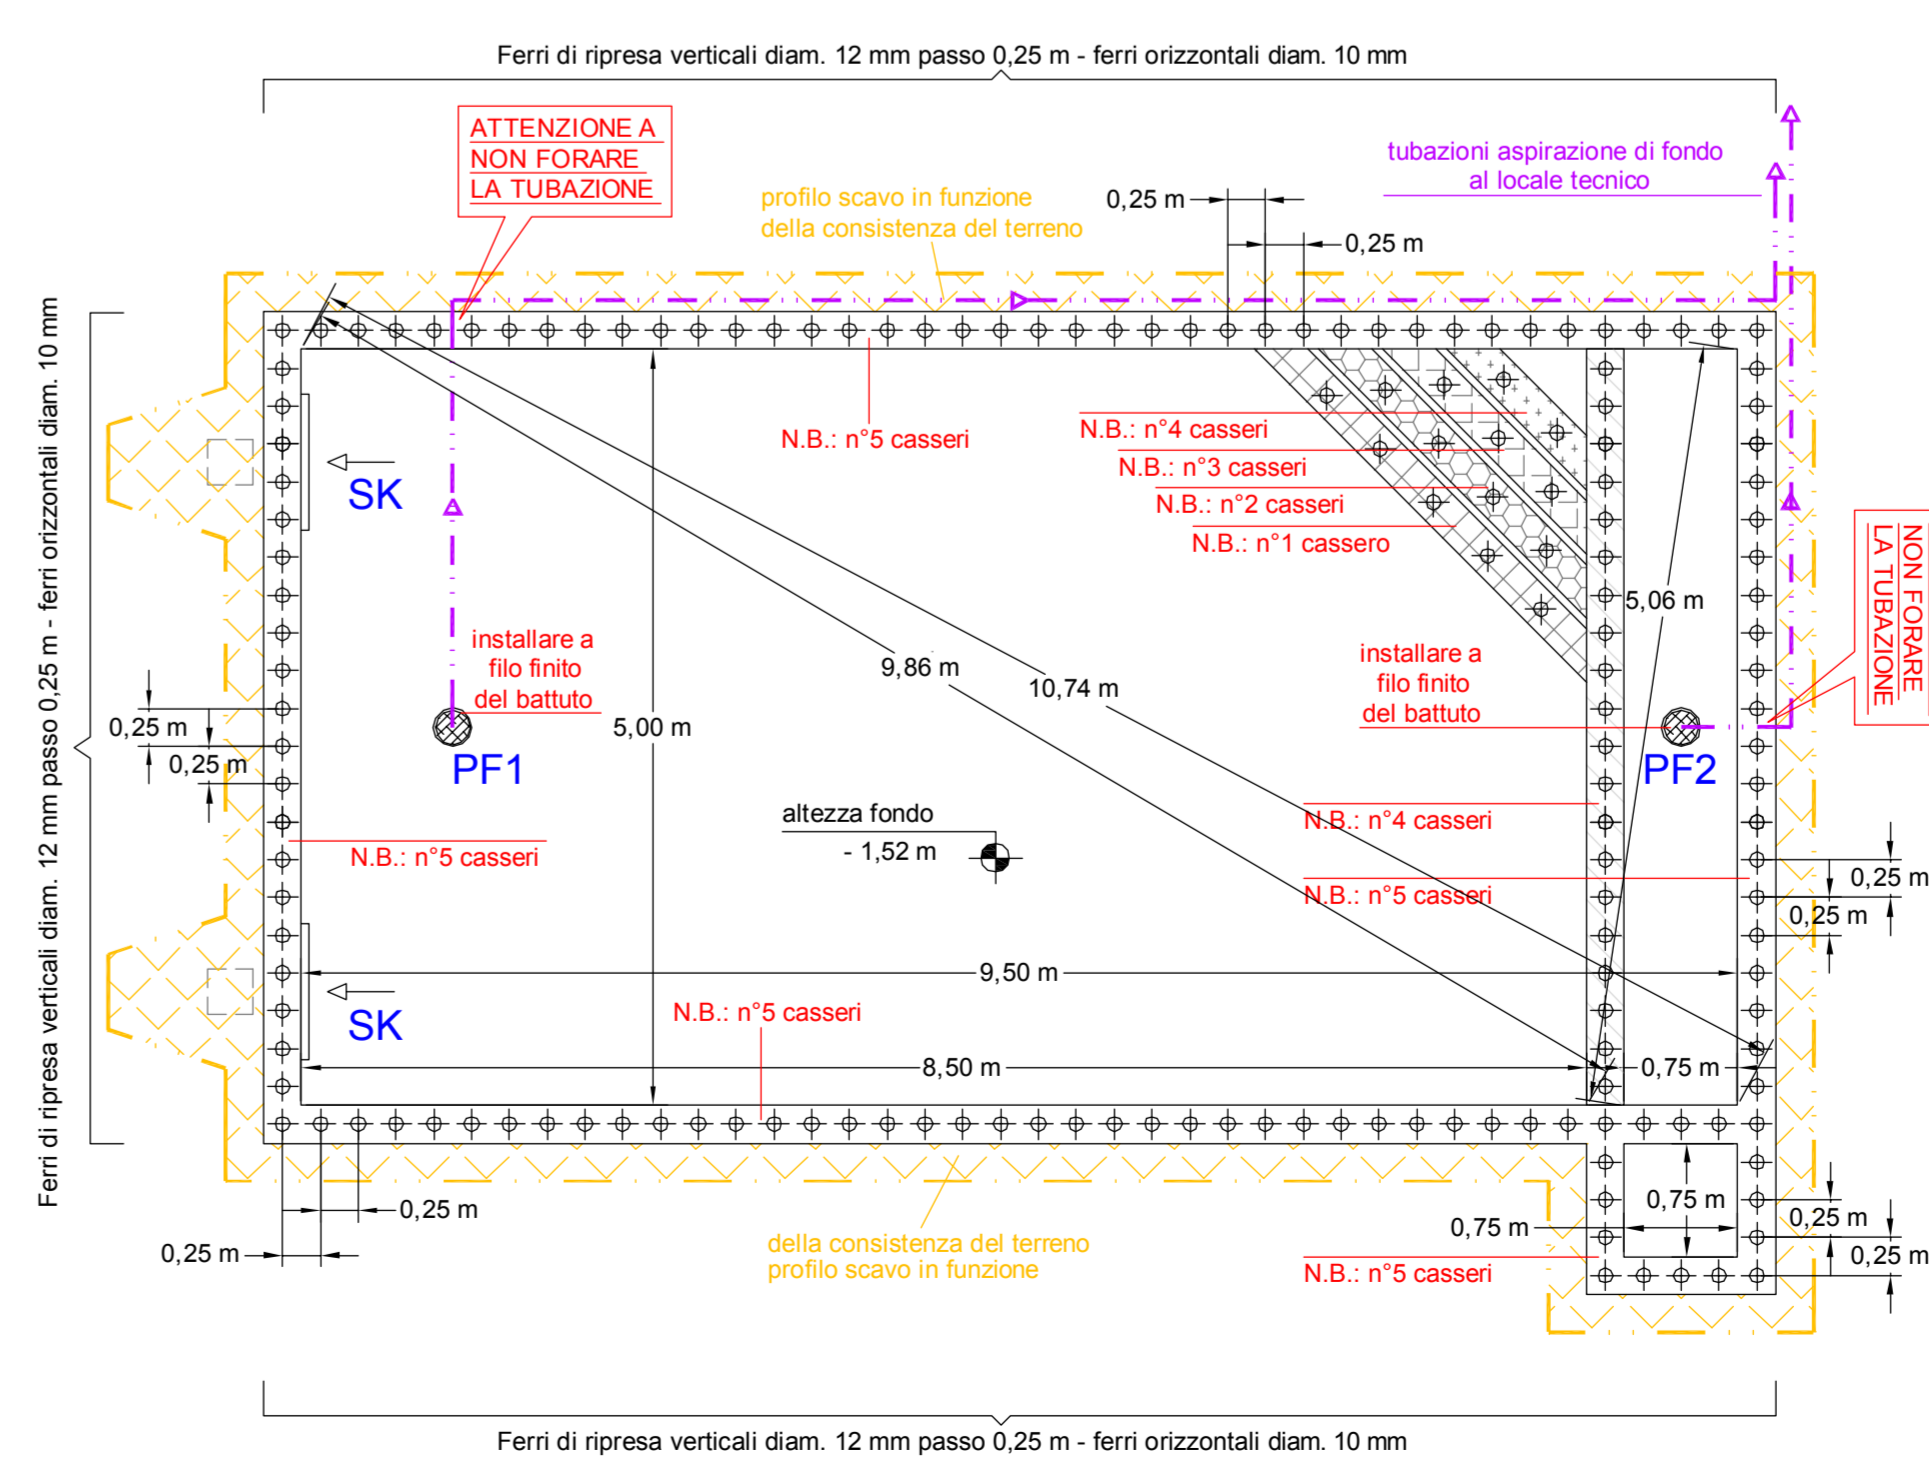 Ferri di ripresa verticali diam. 12 mm passo 0,25 m - ferri orizzontali diam. 10 mm
ATTENZIONE A
NON FORARE
LA TUBAZIONE
tubazioni aspirazione di fondo
al locale tecnico
profilo scavo in funzione
della consistenza del terreno
0,25 m
0,25 m
Ferri di ripresa verticali diam. 12 mm passo 0,25 m - ferri orizzontali diam. 10 mm
N.B.: n°5 casseri
N.B.: n°4 casseri
N.B.: n°3 casseri
N.B.: n°2 casseri
N.B.: n°1 cassero
SK
NON FORARE
LA TUBAZIONE
5,06 m
installare a
filo finito
del battuto
installare a
filo finito
del battuto
9,86 m
10,74 m
0,25 m
0,25 m
5,00 m
PF1
PF2
altezza fondo
- 1,52 m
N.B.: n°4 casseri
N.B.: n°5 casseri
N.B.: n°5 casseri
0,25 m
0,25 m
9,50 m
SK
N.B.: n°5 casseri
8,50 m
0,75 m
0,25 m
0,25 m
0,75 m
0,75 m
0,25 m
0,25 m
della consistenza del terreno
profilo scavo in funzione
N.B.: n°5 casseri
Ferri di ripresa verticali diam. 12 mm passo 0,25 m - ferri orizzontali diam. 10 mm